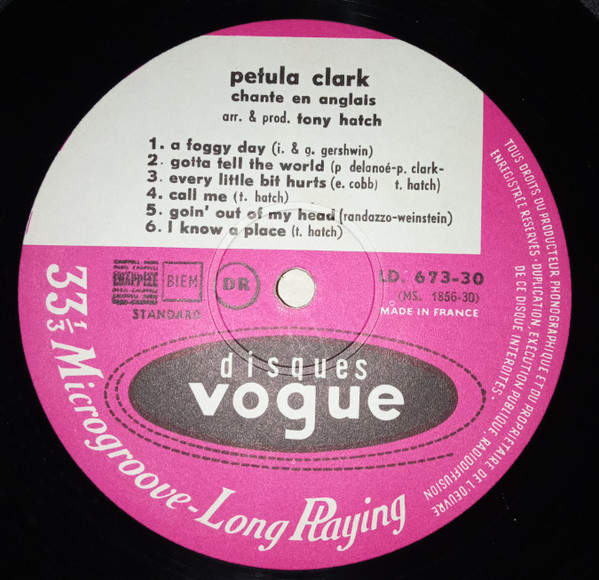 petula clark
chante en anglais
arr. & prod. tony hatch
1. a foggy day (i. & g. gershwin)
2. gotta tell the world (p delanoé-p. clark-
3. every little bit hurts (e. cobb) t. hatch)
4. call me (t. hatch)
5. goin' out of my head (randazzo-weinstein)
6. I know a place (t. hatch)
CHAPPELL
STANDARD
BIEM
DR
LD. 673-30
(MS. 1856-30)
MADE IN FRANCE
disques
vogue
33 1/3 Microgroove-Long Playing
TOUS DROITS DU PRODUCTEUR PHONOGRAPHIQUE ET DU PROPRIÉTAIRE DE L'OEUVRE
ENREGISTRÉE RÉSERVÉS - DUPLICATION, EXÉCUTION PUBLIQUE, RADIODIFFUSION
DE CE DISQUE INTERDITES -